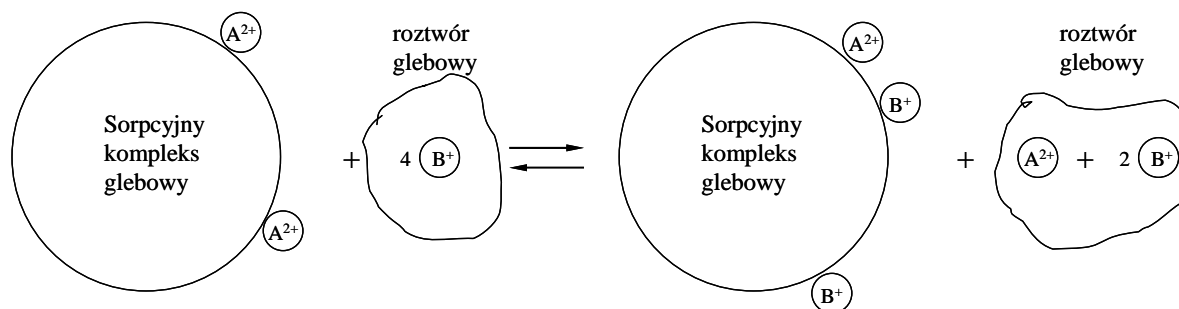 A²⁺
Sorpcyjny
kompleks
glebowy
A²⁺
+
roztwór
glebowy
4 B⁺
Sorpcyjny
kompleks
glebowy
A²⁺
B⁺
B⁺
+
roztwór
glebowy
A²⁺ + 2 B⁺